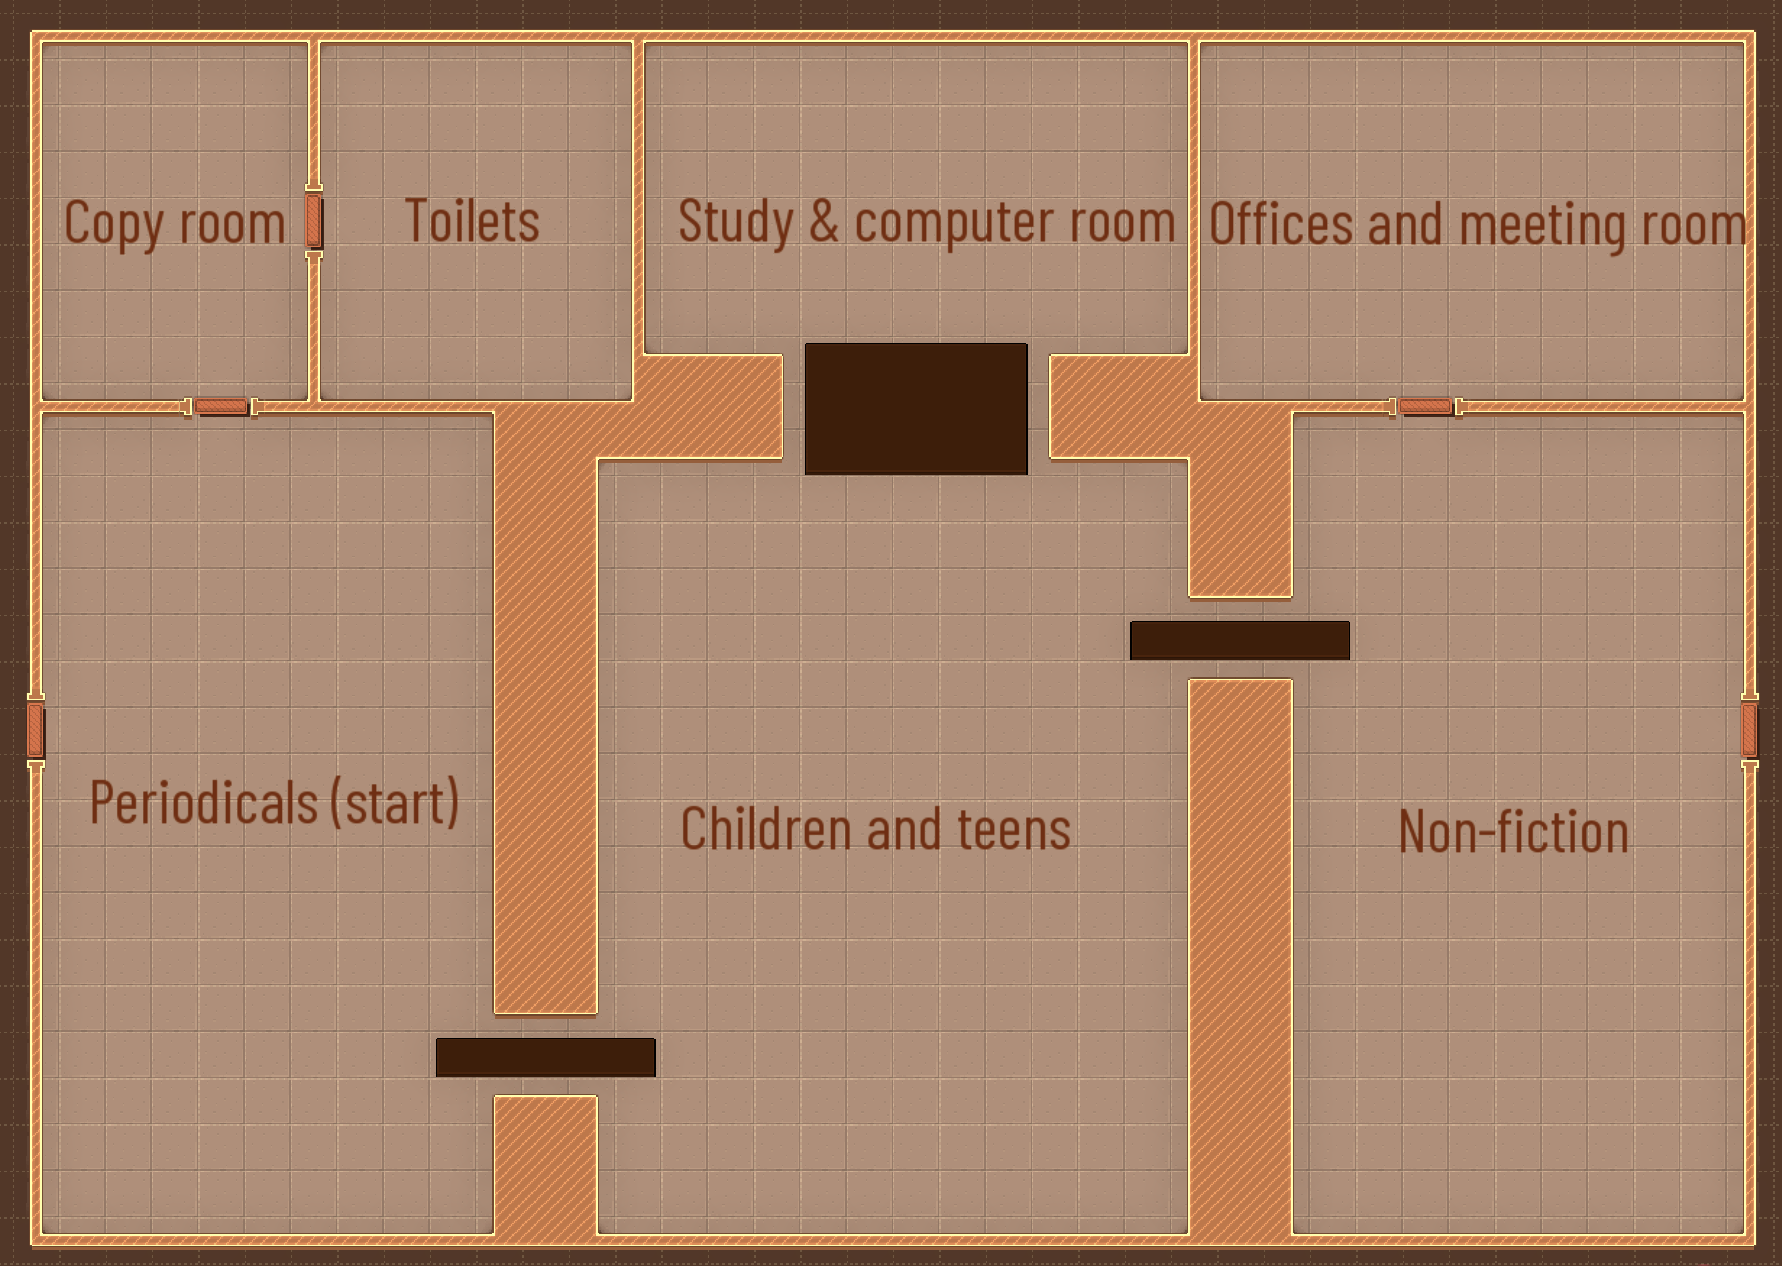 Copy room
Toilets
Study & computer room
Offices and meeting room
Periodicals (start)
Children and teens
Non-fiction